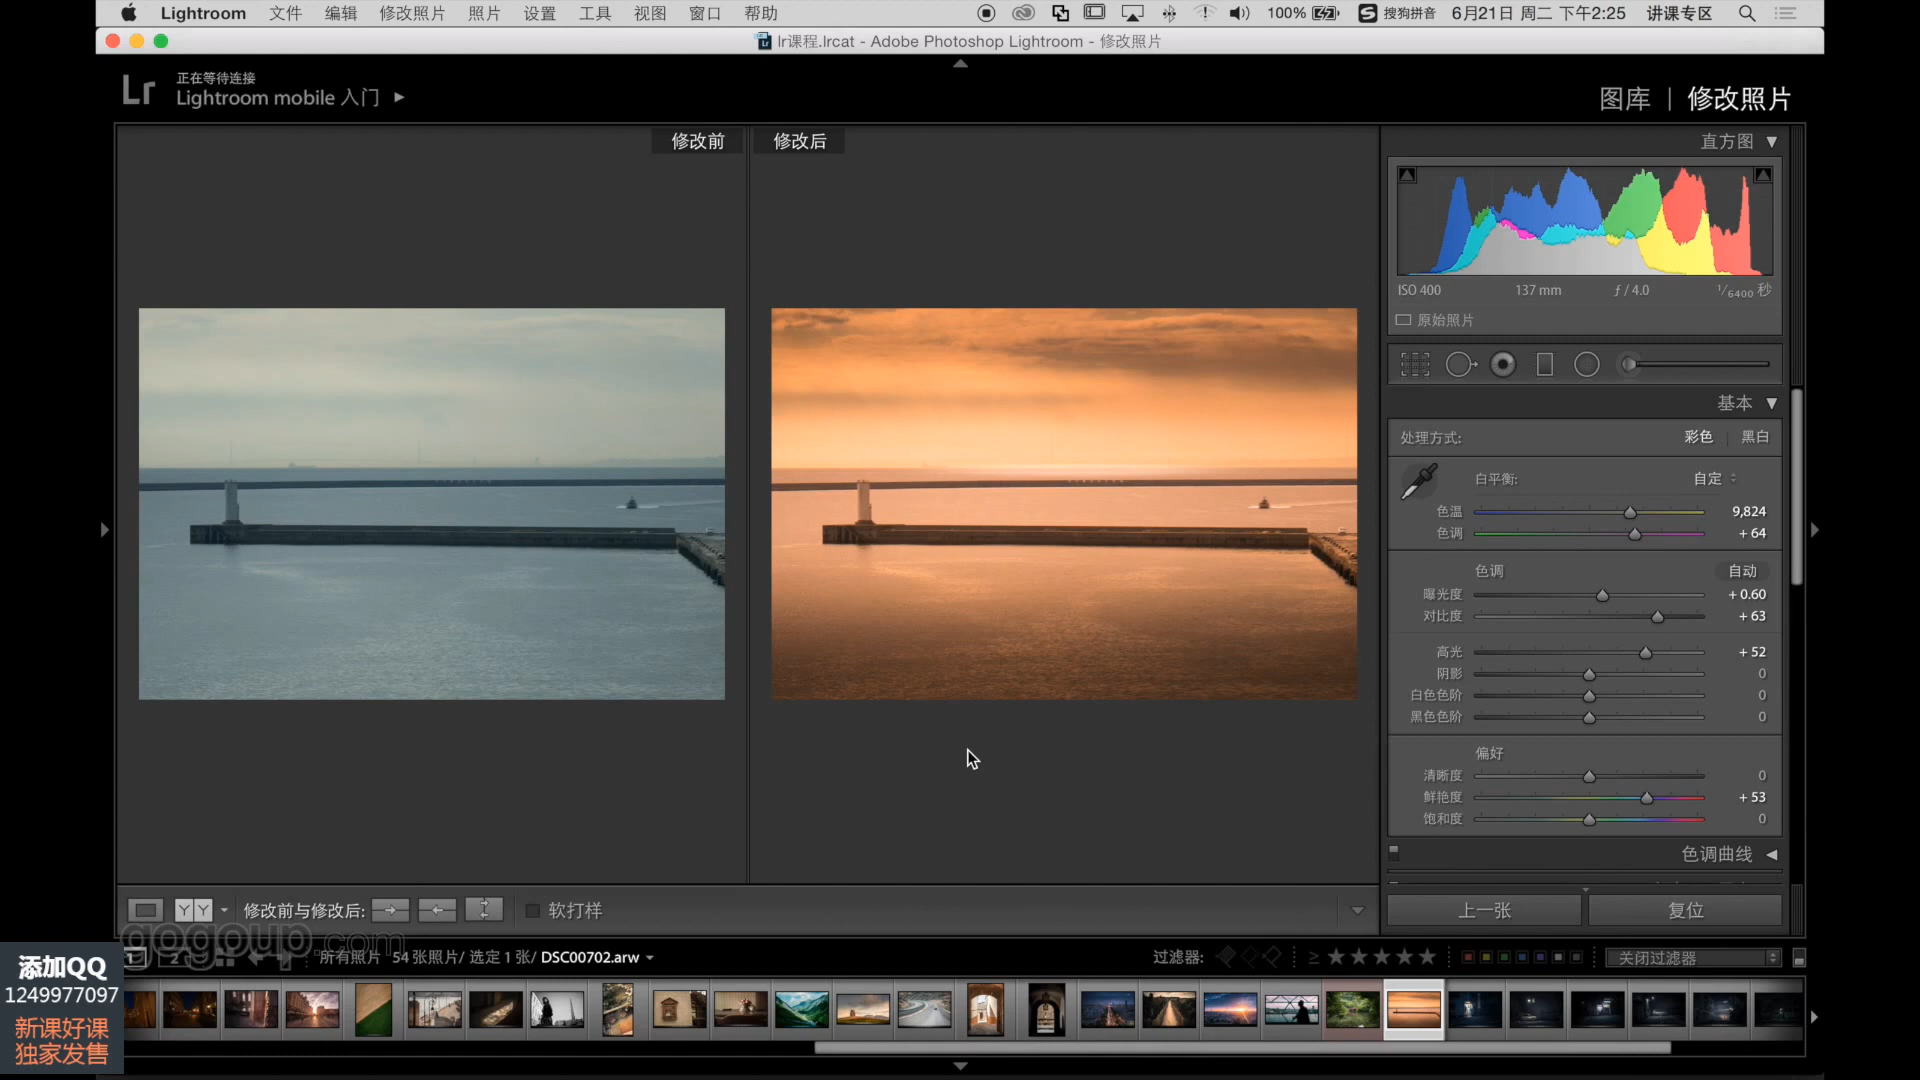 Lightroom 文件 编辑 修改照片 照片 设置 工具 视图 窗口 帮助 100% 搜狗拼音 6月21日 周二 下午2:25 讲课专区
lr课程.lrcat - Adobe Photoshop Lightroom - 修改照片
Lr
正在等待连接
Lightroom mobile 入门
图库 | 修改照片
修改前
修改后
直方图
ISO 400 137 mm ƒ / 4.0 1/6400 秒
原始照片
基本
处理方式: 彩色 黑白
白平衡: 自定
色温 9,824
色调 + 64
色调 自动
曝光度 + 0.60
对比度 + 63
高光 + 52
阴影 0
白色色阶 0
黑色色阶 0
偏好
清晰度 0
鲜艳度 + 53
饱和度 0
色调曲线
上一张 复位
YY 修改前与修改后: 软打样
gogoup.com
1 2 所有照片 54 张照片/ 选定 1 张/ DSC00702.arw
过滤器: ≥ ★★★★★ 关闭过滤器
添加QQ
1249977097
新课好课
独家发售